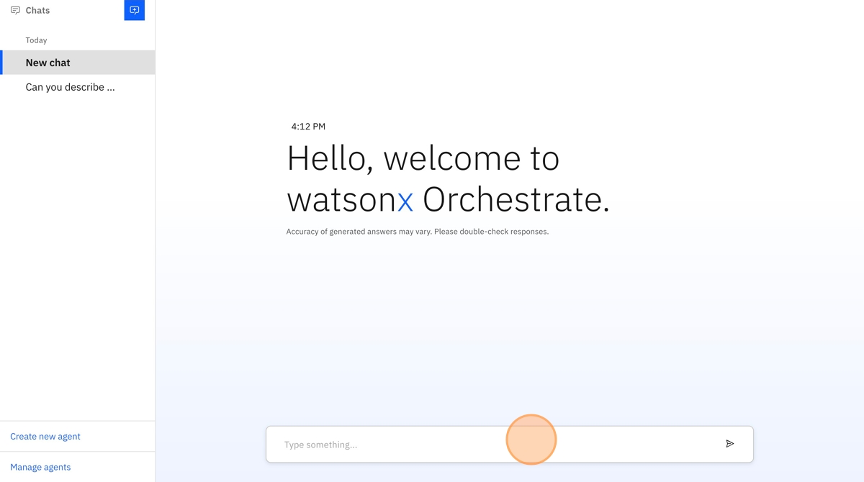 Chats
Today
New chat
Can you describe ...
Create new agent
Manage agents
4:12 PM
Hello, welcome to
watsonx Orchestrate.
Accuracy of generated answers may vary. Please double-check responses.
Type something...